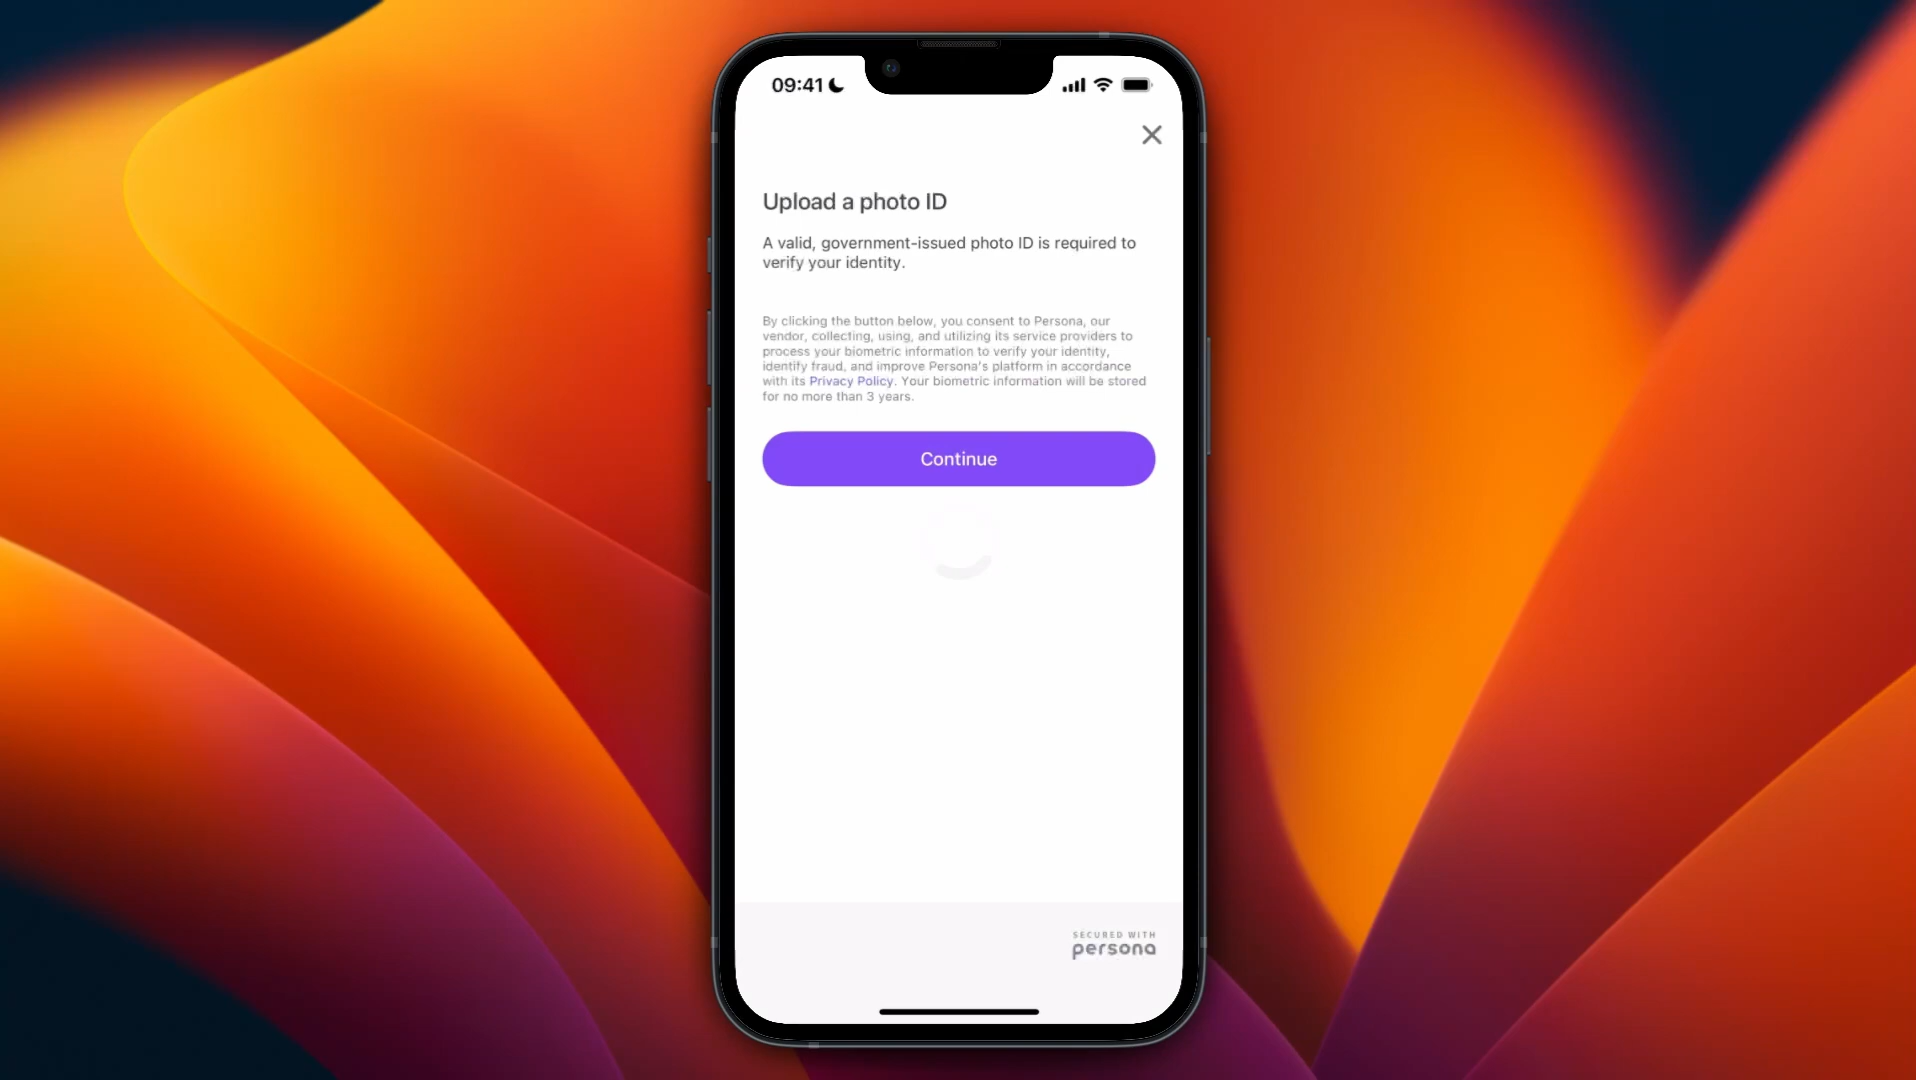 09:41
Upload a photo ID
A valid, government-issued photo ID is required to
verify your identity.
By clicking the button below, you consent to Persona, our
vendor, collecting, using, and utilizing its service providers to
process your biometric information to verify your identity,
identify fraud, and improve Persona's platform in accordance
with its Privacy Policy. Your biometric information will be stored
for no more than 3 years.
Continue
SECURED WITH
persona